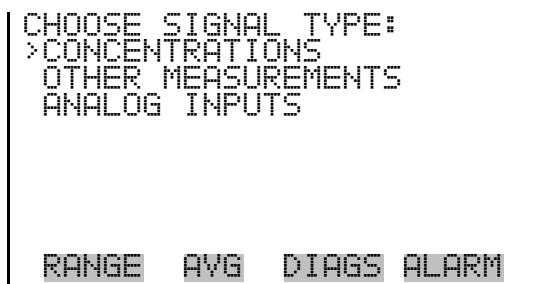 CHOOSE SIGNAL TYPE:
>CONCENTRATIONS
OTHER MEASUREMENTS
ANALOG INPUTS
RANGE AVG DIAGS ALARM